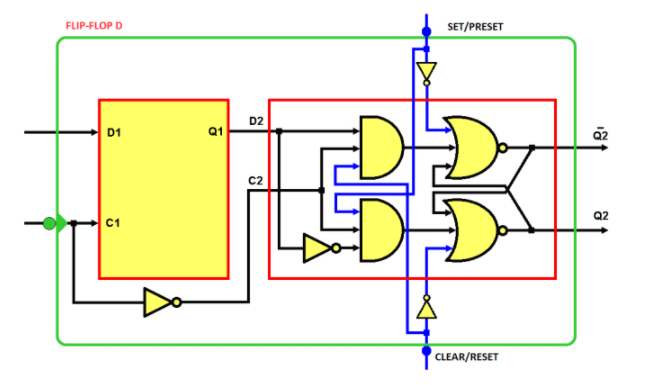 FLIP-FLOP D
SET/PRESET
D1
Q1
D2
Q̅2
C2
C1
Q2
CLEAR/RESET